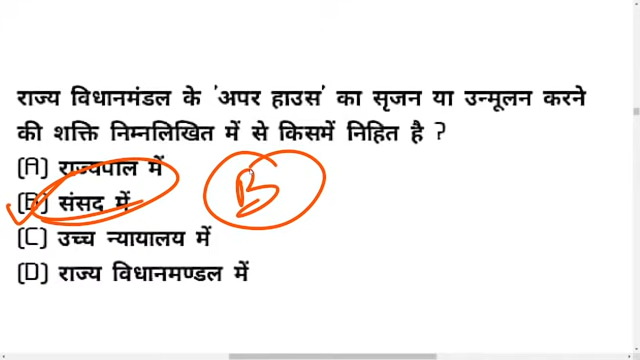 राज्य विधानमंडल के 'अपर हाउस' का सृजन या उन्मूलन करने
की शक्ति निम्नलिखित में से किसमें निहित है ?
(A) राज्यपाल में
(B) संसद में
B
(C) उच्च न्यायालय में
(D) राज्य विधानमण्डल में